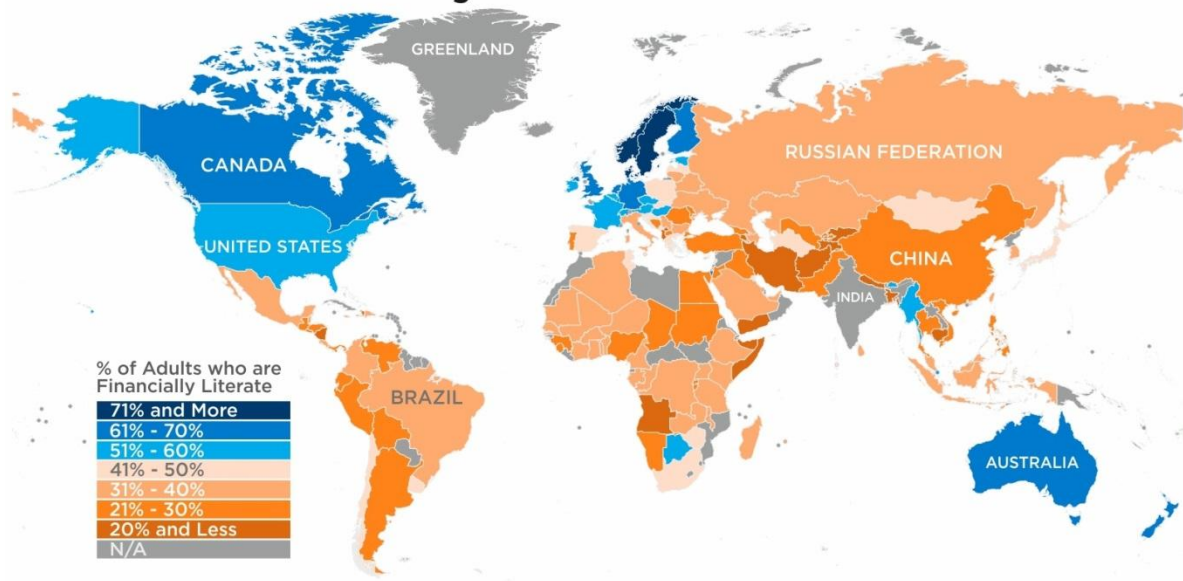 GREENLAND
CANADA
RUSSIAN FEDERATION
UNITED STATES
CHINA
INDIA
BRAZIL
AUSTRALIA
% of Adults who are
Financially Literate
71% and More
61% - 70%
51% - 60%
41% - 50%
31% - 40%
21% - 30%
20% and Less
N/A